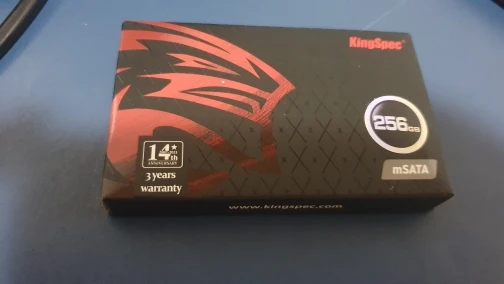 KingSpec
256GB
mSATA
14th
ANNIVERSARY
3 years
warranty
www.kingspec.com